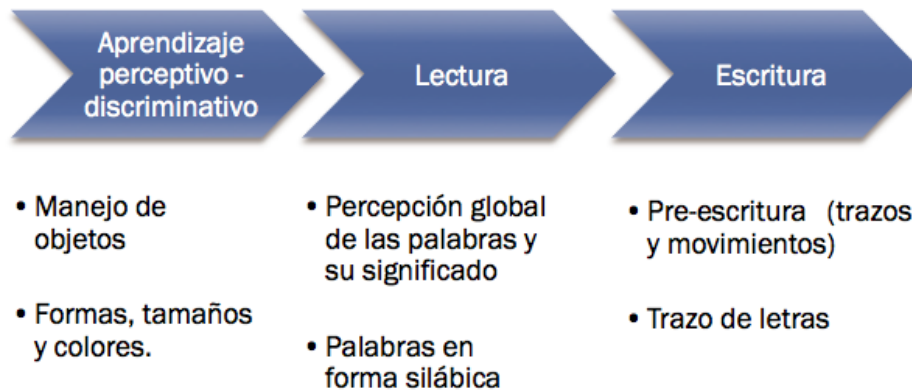 Aprendizaje
perceptivo -
discriminativo
Lectura
Escritura
• Manejo de
objetos
• Formas, tamaños
y colores.
• Percepción global
de las palabras y
su significado
• Palabras en
forma silábica
• Pre-escritura (trazos
y movimientos)
• Trazo de letras